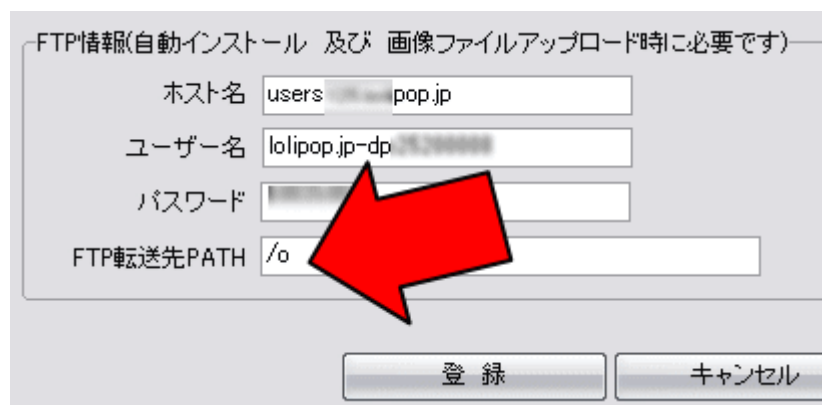 FTP情報(自動インストール 及び 画像ファイルアップロード時に必要です)
ホスト名 users pop.jp
ユーザー名 lolipop.jp-dp
パスワード
FTP転送先PATH /o
登 録 キャンセル